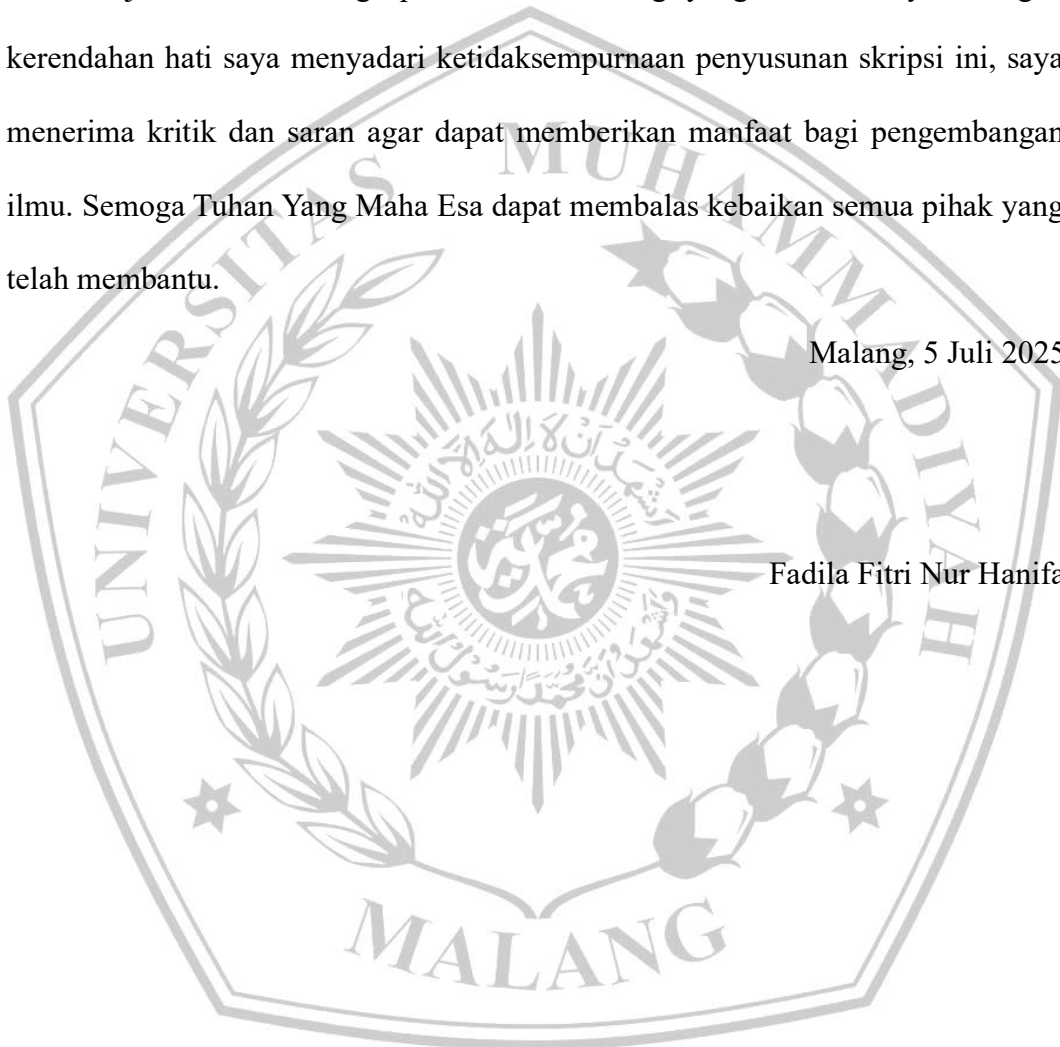 kerendahan hati saya menyadari ketidaksempurnaan penyusunan skripsi ini, saya
menerima kritik dan saran agar dapat memberikan manfaat bagi pengembangan
ilmu. Semoga Tuhan Yang Maha Esa dapat membalas kebaikan semua pihak yang
telah membantu.
Malang, 5 Juli 2025
Fadila Fitri Nur Hanifa
UNIVERSITAS MUHAMMADIYAH
MALANG